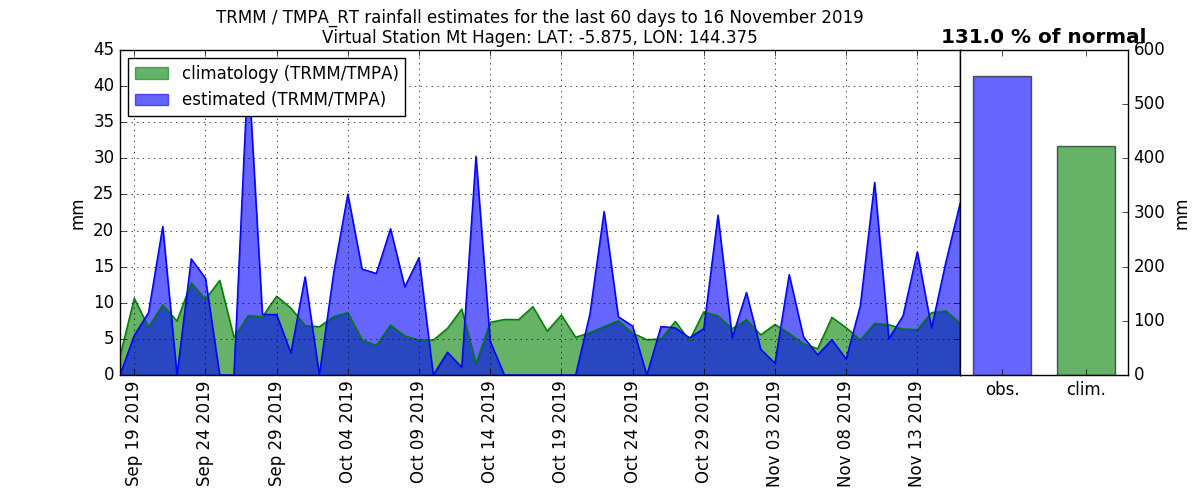 TRMM / TMPA_RT rainfall estimates for the last 60 days to 16 November 2019
Virtual Station Mt Hagen: LAT: -5.875, LON: 144.375
131.0 % of normal
climatology (TRMM/TMPA)
estimated (TRMM/TMPA)
45
40
35
30
25
20
15
10
5
0
mm
Sep 19 2019
Sep 24 2019
Sep 29 2019
Oct 04 2019
Oct 09 2019
Oct 14 2019
Oct 19 2019
Oct 24 2019
Oct 29 2019
Nov 03 2019
Nov 08 2019
Nov 13 2019
obs.
clim.
600
500
400
300
200
100
0
mm